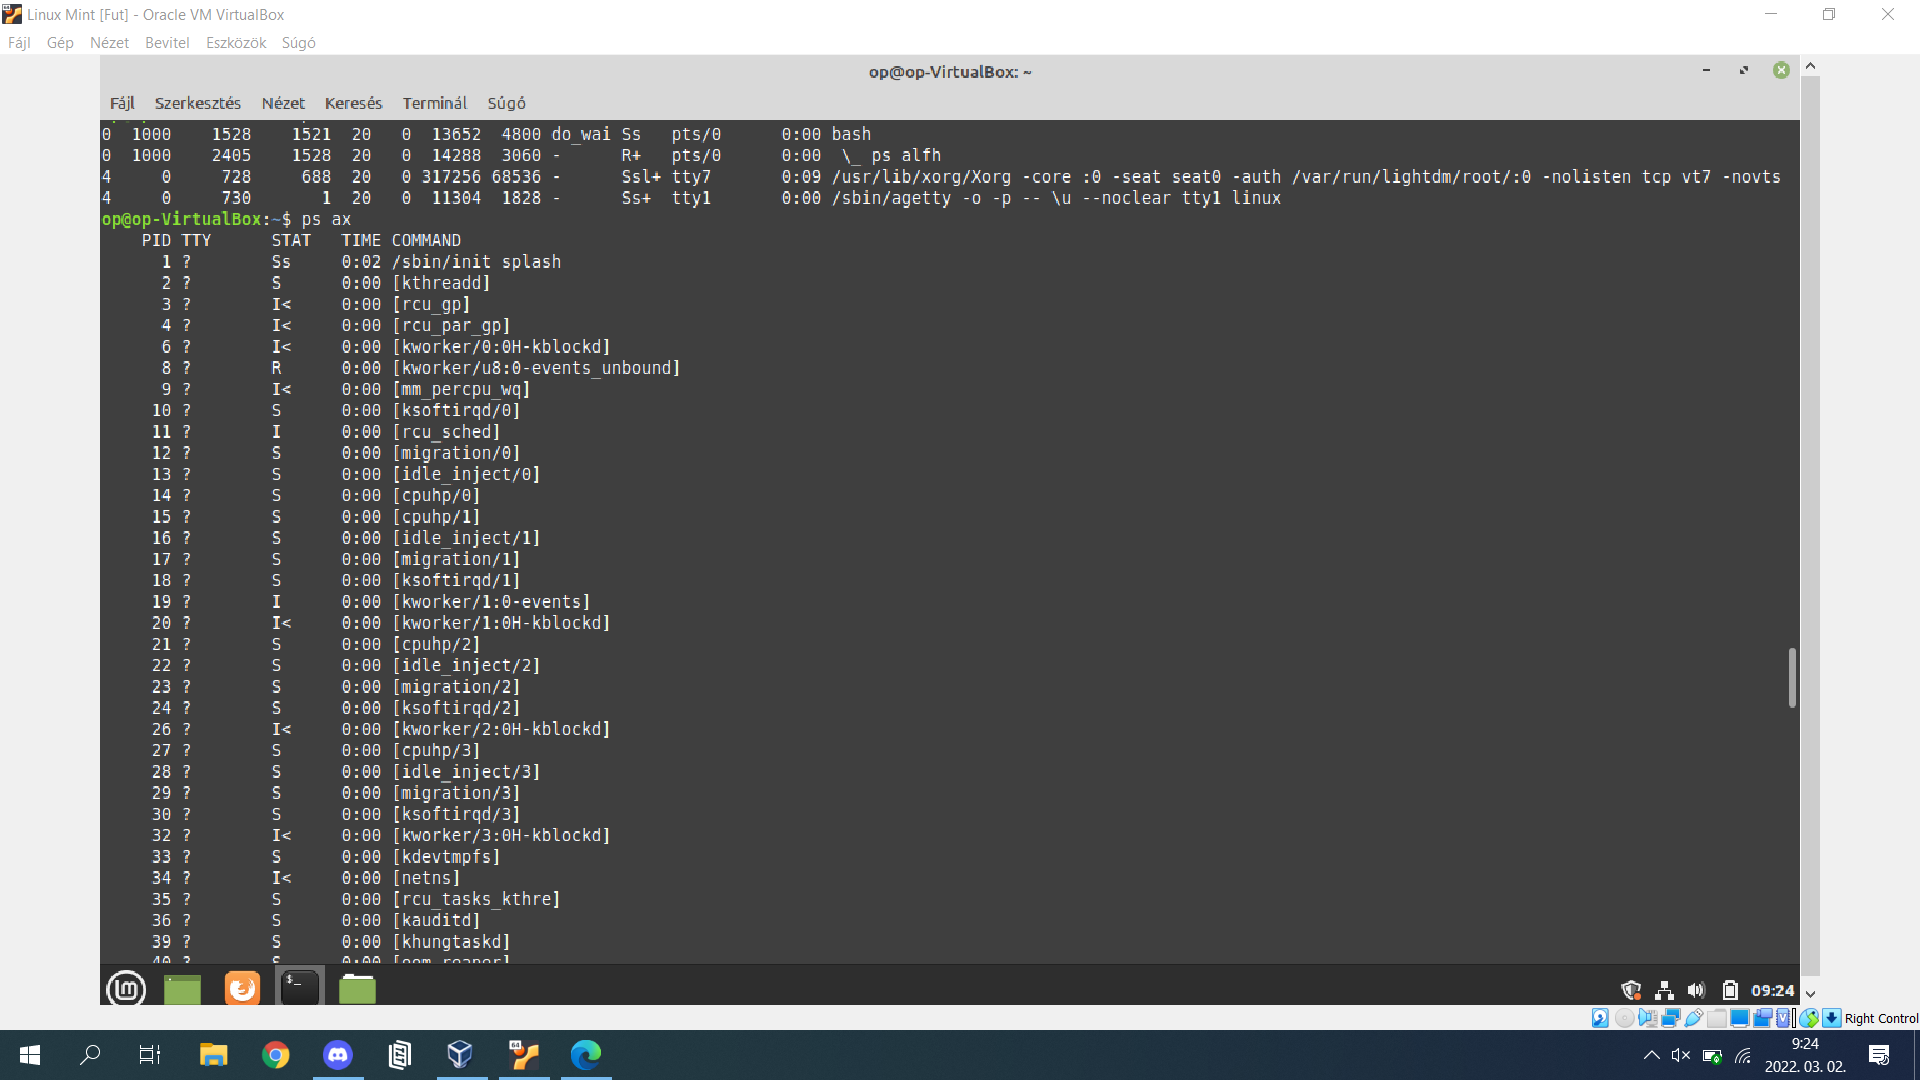 Linux Mint [Fut] - Oracle VM VirtualBox
Fájl Gép Nézet Bevitel Eszközök Súgó
op@op-VirtualBox: ~
Fájl Szerkesztés Nézet Keresés Terminál Súgó
0 1000 1528 1521 20 0 13652 4800 do_wai Ss pts/0 0:00 bash
0 1000 2405 1528 20 0 14288 3060 - R+ pts/0 0:00 \_ ps alfh
4 0 728 688 20 0 317256 68536 - Ssl+ tty7 0:09 /usr/lib/xorg/Xorg -core :0 -seat seat0 -auth /var/run/lightdm/root/:0 -nolisten tcp vt7 -novts
4 0 730 1 20 0 11304 1828 - Ss+ tty1 0:00 /sbin/agetty -o -p -- \u --noclear tty1 linux
op@op-VirtualBox:~$ ps ax
PID TTY STAT TIME COMMAND
1 ? Ss 0:02 /sbin/init splash
2 ? S 0:00 [kthreadd]
3 ? I< 0:00 [rcu_gp]
4 ? I< 0:00 [rcu_par_gp]
6 ? I< 0:00 [kworker/0:0H-kblockd]
8 ? R 0:00 [kworker/u8:0-events_unbound]
9 ? I< 0:00 [mm_percpu_wq]
10 ? S 0:00 [ksoftirqd/0]
11 ? I 0:00 [rcu_sched]
12 ? S 0:00 [migration/0]
13 ? S 0:00 [idle_inject/0]
14 ? S 0:00 [cpuhp/0]
15 ? S 0:00 [cpuhp/1]
16 ? S 0:00 [idle_inject/1]
17 ? S 0:00 [migration/1]
18 ? S 0:00 [ksoftirqd/1]
19 ? I 0:00 [kworker/1:0-events]
20 ? I< 0:00 [kworker/1:0H-kblockd]
21 ? S 0:00 [cpuhp/2]
22 ? S 0:00 [idle_inject/2]
23 ? S 0:00 [migration/2]
24 ? S 0:00 [ksoftirqd/2]
26 ? I< 0:00 [kworker/2:0H-kblockd]
27 ? S 0:00 [cpuhp/3]
28 ? S 0:00 [idle_inject/3]
29 ? S 0:00 [migration/3]
30 ? S 0:00 [ksoftirqd/3]
32 ? I< 0:00 [kworker/3:0H-kblockd]
33 ? S 0:00 [kdevtmpfs]
34 ? I< 0:00 [netns]
35 ? S 0:00 [rcu_tasks_kthre]
36 ? S 0:00 [kauditd]
39 ? S 0:00 [khungtaskd]
40 ? S 0:00 [oom_reaper]
09:24
Right Control
9:24
2022. 03. 02.